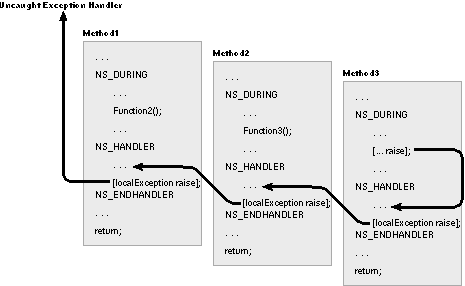 Uncaught Exception Handler
Method1
. . .
NS_DURING
. . .
Function2();
. . .
NS_HANDLER
. . .
[localException raise];
NS_ENDHANDLER
. . .
return;
Method2
. . .
NS_DURING
. . .
Function3();
. . .
NS_HANDLER
. . .
[localException raise];
NS_ENDHANDLER
. . .
return;
Method3
. . .
NS_DURING
. . .
[... raise];
. . .
NS_HANDLER
. . .
[localException raise];
NS_ENDHANDLER
. . .
return;